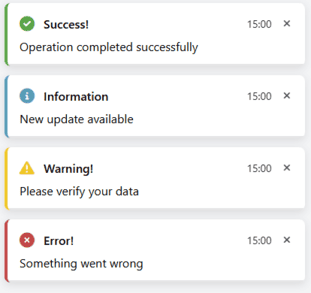 Success! 15:00
Operation completed successfully
Information 15:00
New update available
Warning! 15:00
Please verify your data
Error! 15:00
Something went wrong